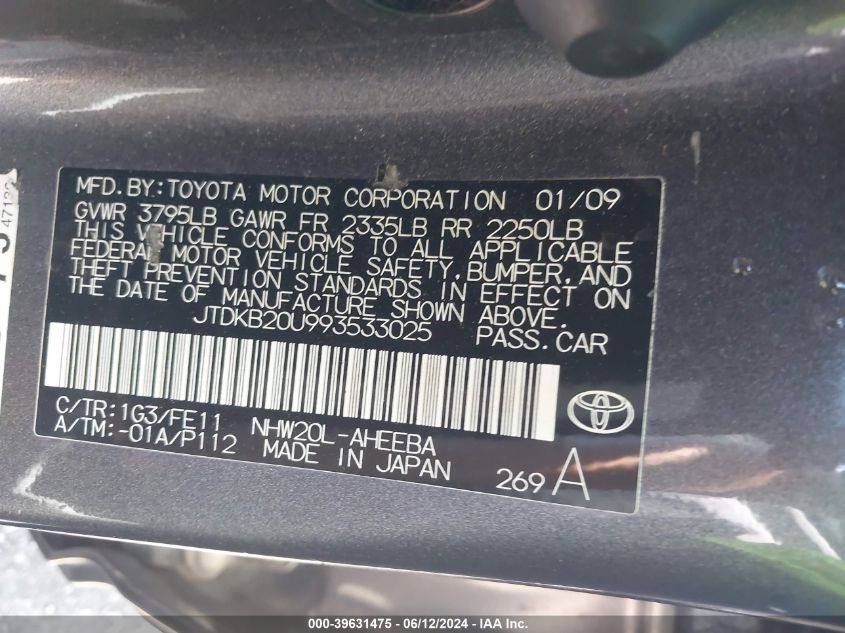 MFD.BY:TOYOTA MOTOR CORPORATION 01/09
GVWR 3795LB GAWR FR 2335LB RR 2250LB
THIS VEHICLE CONFORMS TO ALL APPLICABLE
FEDERAL MOTOR VEHICLE SAFETY,BUMPER,AND
THEFT PREVENTION STANDARDS IN EFFECT ON
THE DATE OF MANUFACTURE SHOWN ABOVE.
JTDKB20U993533025 PASS.CAR
C/TR:1G3/FE11 NHW20L-AHEEBA
A/TM:-01A/P112 MADE IN JAPAN
269 A
000-39631475 - 06/12/2024 - IAA Inc.